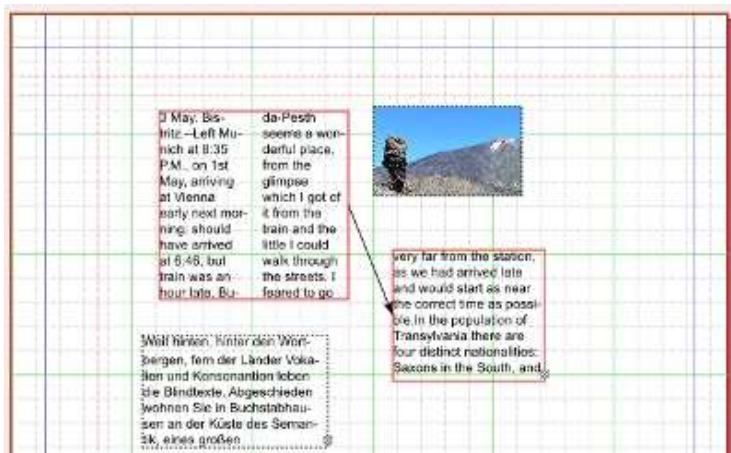 3 May. Bis-
tritz.--Left Mu-
nich at 8:35
P.M., on 1st
May, arriving
at Vienna
early next mor-
ning; should
have arrived
at 6:46, but
train was an
hour late. Bu-
da-Pesth
seems a won-
derful place,
from the
glimpse
which I got of
it from the
train and the
little I could
walk through
the streets. I
feared to go
very far from the station,
as we had arrived late
and would start as near
the correct time as possi-
ble.In the population of
Transylvania there are
four distinct nationalities:
Saxons in the South, and
Weit hinten, hinter den Wort-
bergen, fern der Länder Voka-
lien und Konsonantien leben
die Blindtexte. Abgeschieden
wohnen Sie in Buchstabhau-
sen an der Küste des Seman-
tik, eines großen